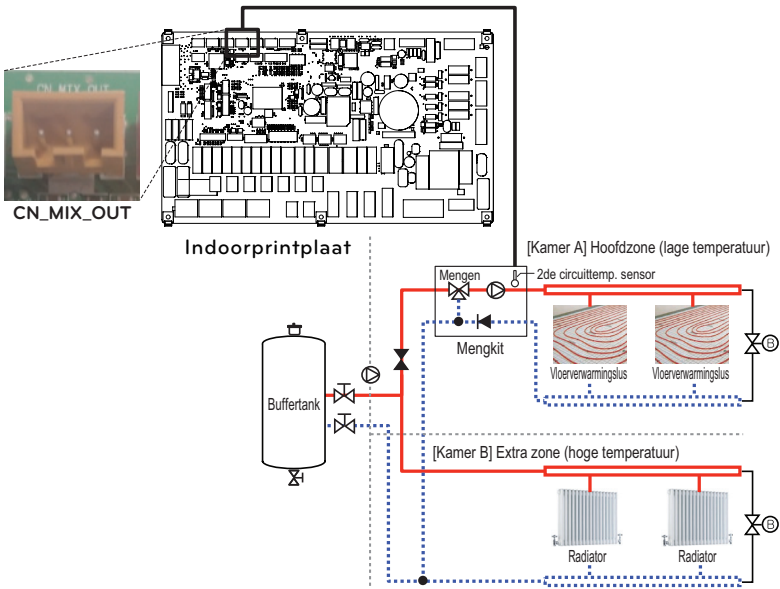 CN_MIX_OUT
CN_MIX_OUT
Indoorprintplaat
[Kamer A] Hoofdzone (lage temperatuur)
Mengen
2de circuittemp. sensor
Mengkit
Vloerverwarmingslus
Vloerverwarmingslus
B
Buffertank
[Kamer B] Extra zone (hoge temperatuur)
Radiator
Radiator
B